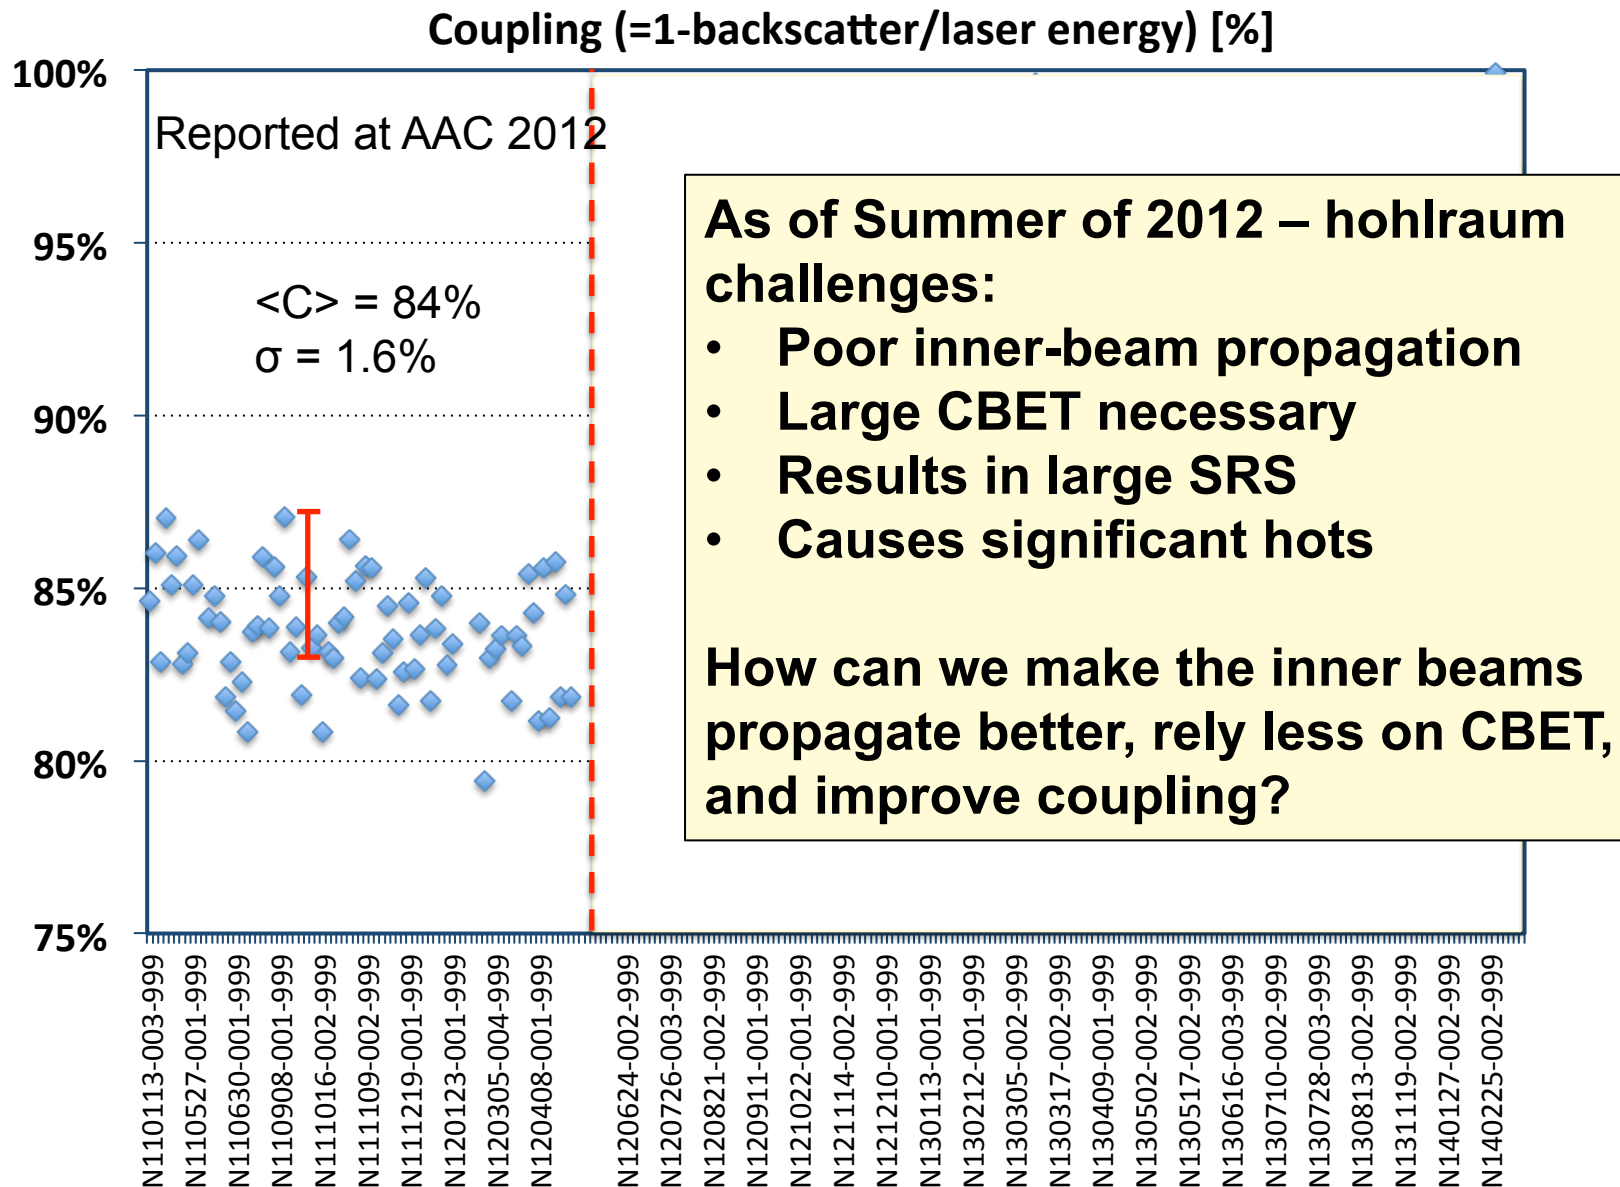 Coupling (=1-backscatter/laser energy) [%]
100%
95%
90%
85%
80%
75%
Reported at AAC 2012
<C> = 84%
σ = 1.6%
As of Summer of 2012 – hohlraum
challenges:
• Poor inner-beam propagation
• Large CBET necessary
• Results in large SRS
• Causes significant hots
How can we make the inner beams
propagate better, rely less on CBET,
and improve coupling?
N110113-003-999
N110527-001-999
N110630-001-999
N110908-001-999
N111016-002-999
N111109-002-999
N111219-001-999
N120123-001-999
N120305-004-999
N120408-001-999
N120624-002-999
N120726-003-999
N120821-002-999
N120911-001-999
N121022-001-999
N121114-002-999
N121210-001-999
N130113-001-999
N130212-001-999
N130305-002-999
N130317-002-999
N130409-001-999
N130502-002-999
N130517-002-999
N130616-003-999
N130710-002-999
N130728-003-999
N130813-002-999
N131119-002-999
N140127-002-999
N140225-002-999